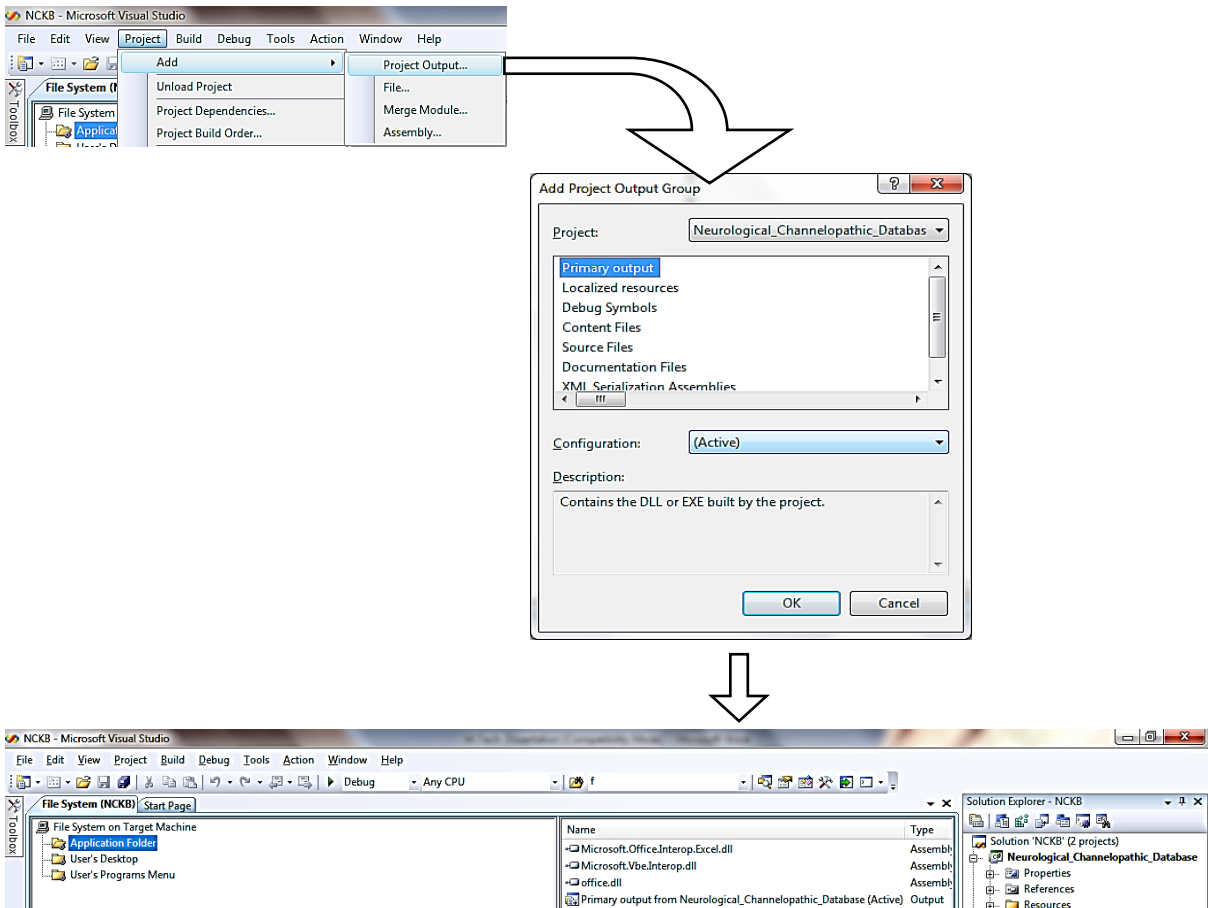 NCKB - Microsoft Visual Studio
File Edit View Project Build Debug Tools Action Window Help
Add Project Output...
File System (
Unload Project File...
File System Project Dependencies... Merge Module...
Project Build Order... Assembly...
Toolbox
Add Project Output Group
Project: Neurological_Channelopathic_Databas
Primary output
Localized resources
Debug Symbols
Content Files
Source Files
Documentation Files
XML Serialization Assemblies
Configuration: (Active)
Description:
Contains the DLL or EXE built by the project.
OK Cancel
NCKB - Microsoft Visual Studio
File Edit View Project Build Debug Tools Action Window Help
Debug Any CPU f
File System (NCKB) Start Page
Toolbox
File System on Target Machine
Application Folder
User's Desktop
User's Programs Menu
Name Type
Microsoft.Office.Interop.Excel.dll Assembl
Microsoft.Vbe.Interop.dll Assembl
office.dll Assembl
Primary output from Neurological_Channelopathic_Database (Active) Output
Solution Explorer - NCKB
Solution 'NCKB' (2 projects)
Neurological_Channelopathic_Database
Properties
References
Resources